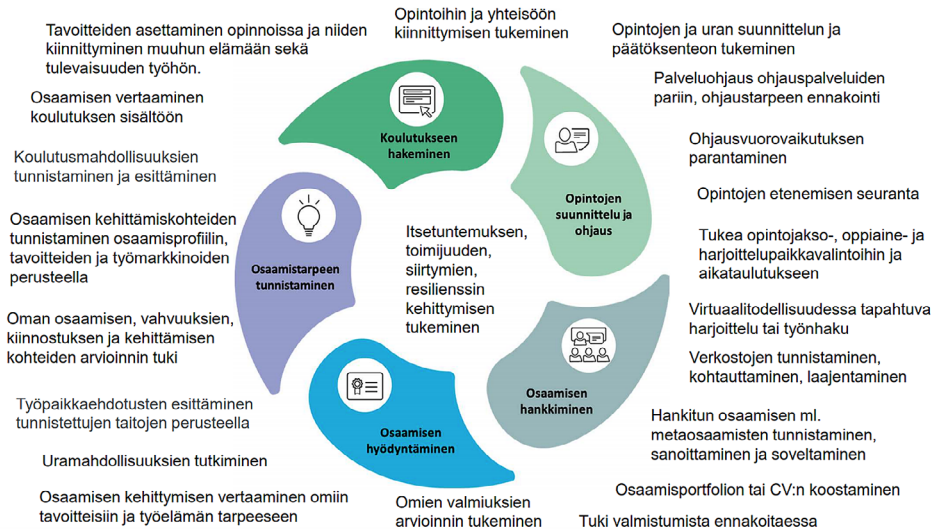 Opintoihin ja yhteisöön
kiinnittymisen tukeminen
Tavoitteiden asettaminen opinnoissa ja niiden
kiinnittyminen muuhun elämään sekä
tulevaisuuden työhön.
Osaamisen vertaaminen
koulutuksen sisältöön
Koulutusmahdollisuuksien
tunnistaminen ja esittäminen
Osaamisen kehittämiskohteiden
tunnistaminen osaamisprofiilin,
tavoitteiden ja työmarkkinoiden
perusteella
Oman osaamisen, vahvuuksien,
kiinnostuksen ja kehittämisen
kohteiden arvioinnin tuki
Työpaikkaehdotusten esittäminen
tunnistettujen taitojen perusteella
Uramahdollisuuksien tutkiminen
Osaamisen kehittymisen vertaaminen omiin
tavoitteisiin ja työelämän tarpeeseen
Koulutukseen
hakeminen
Opintojen
suunnittelu ja
ohjaus
Osaamistarpeen
tunnistaminen
Itsetuntemuksen,
toimijuuden,
siirtymien,
resilienssin
kehittymisen
tukeminen
Osaamisen
hankkiminen
Osaamisen
hyödyntäminen
Omien valmiuksien
arvioinnin tukeminen
Opintojen ja uran suunnittelun ja
päätöksenteon tukeminen
Palveluohjaus ohjauspalveluiden
pariin, ohjaustarpeen ennakointi
Ohjausvuorovaikutuksen
parantaminen
Opintojen etenemisen seuranta
Tukea opintojakso-, oppiaine- ja
harjoittelupaikkavalintoihin ja
aikataulutukseen
Virtuaalitodellisuudessa tapahtuva
harjoittelu tai työnhaku
Verkostojen tunnistaminen,
kohtauttaminen, laajentaminen
Hankitun osaamisen ml.
metaosaamisten tunnistaminen,
sanoittaminen ja soveltaminen
Osaamisportfolion tai CV:n koostaminen
Tuki valmistumista ennakoitaessa